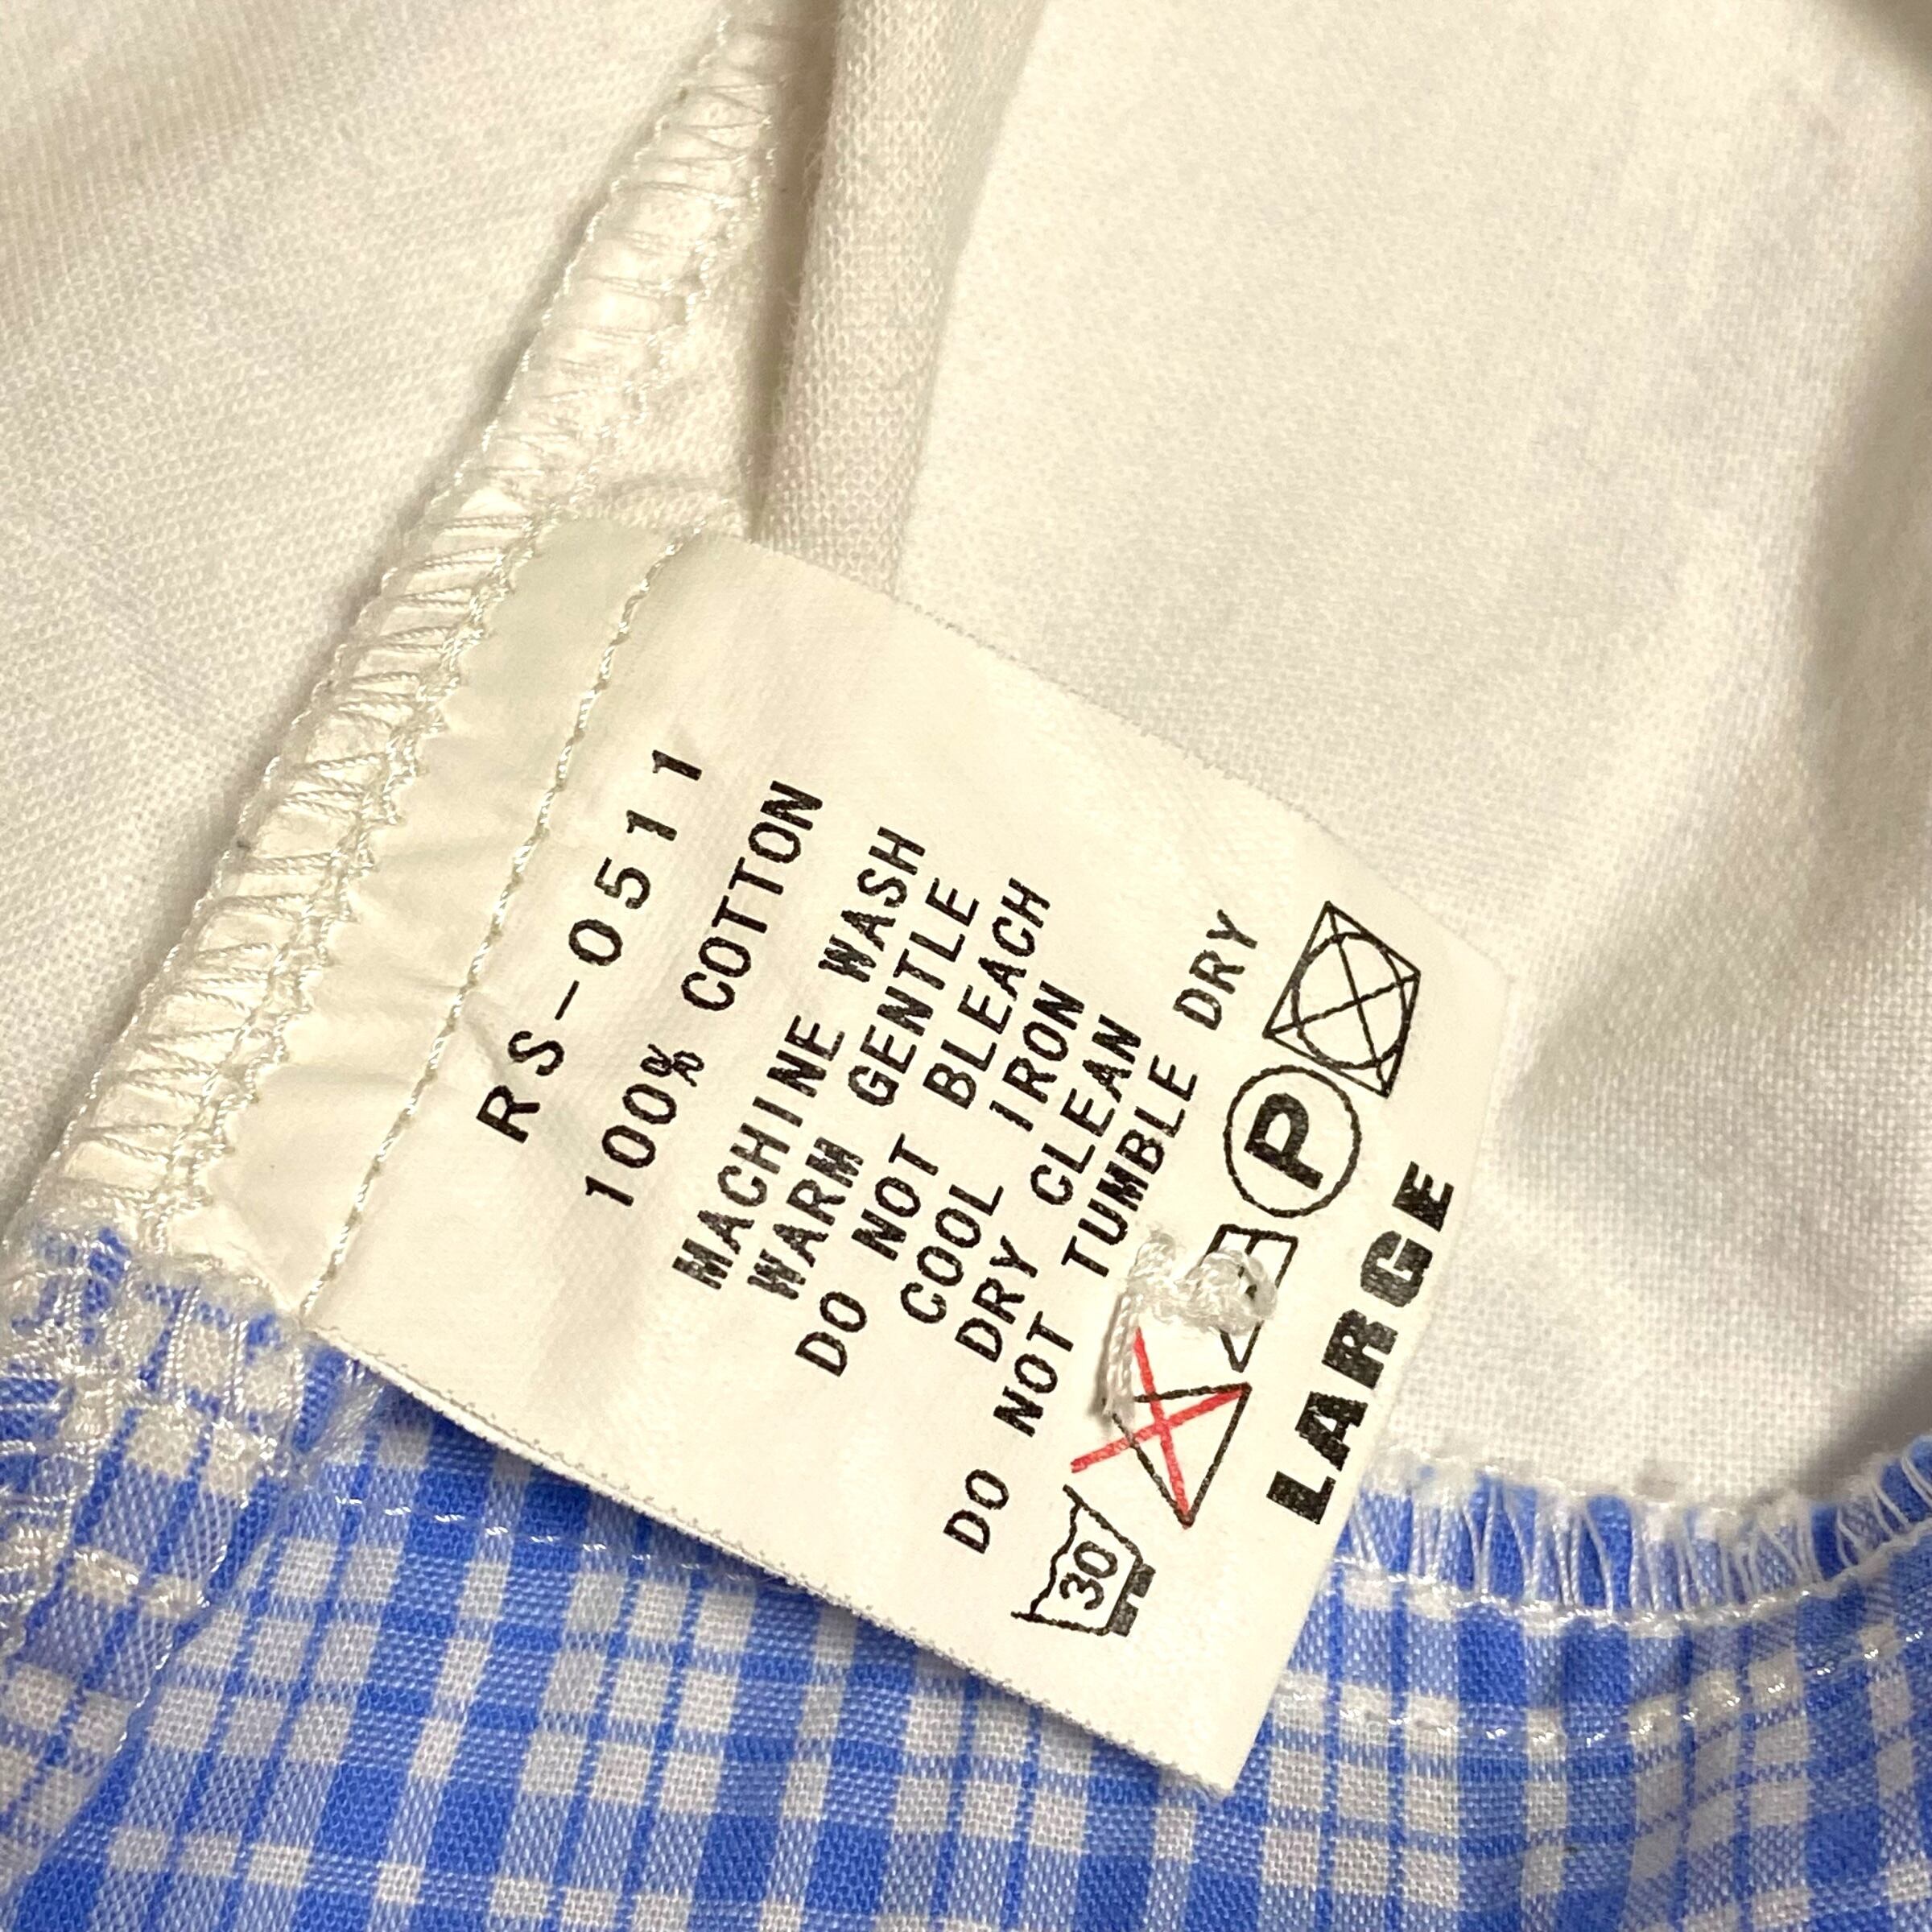 RS-0511
100% COTTON
MACHINE WASH
WARM GENTLE
DO NOT BLEACH
COOL IRON
DRY CLEAN
DO NOT TUMBLE DRY
30 P
LARGE